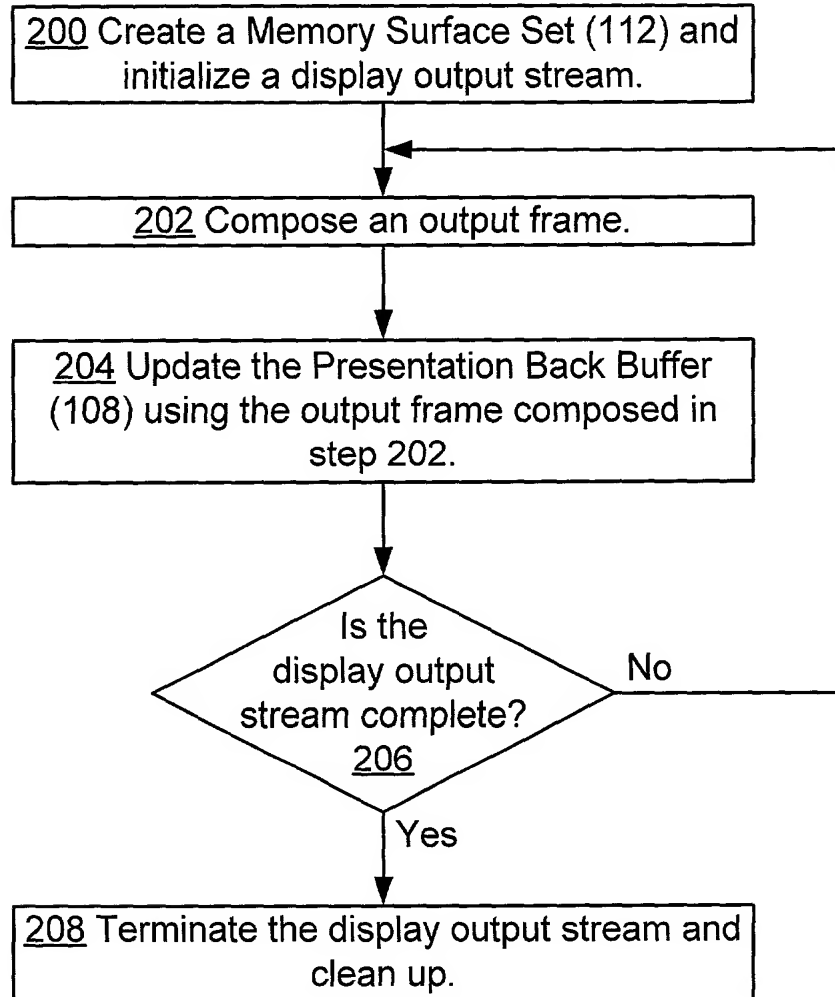 200 Create a Memory Surface Set (112) and
initialize a display output stream.
202 Compose an output frame.
204 Update the Presentation Back Buffer
(108) using the output frame composed in
step 202.
Is the
display output
stream complete?
206
No
Yes
208 Terminate the display output stream and
clean up.